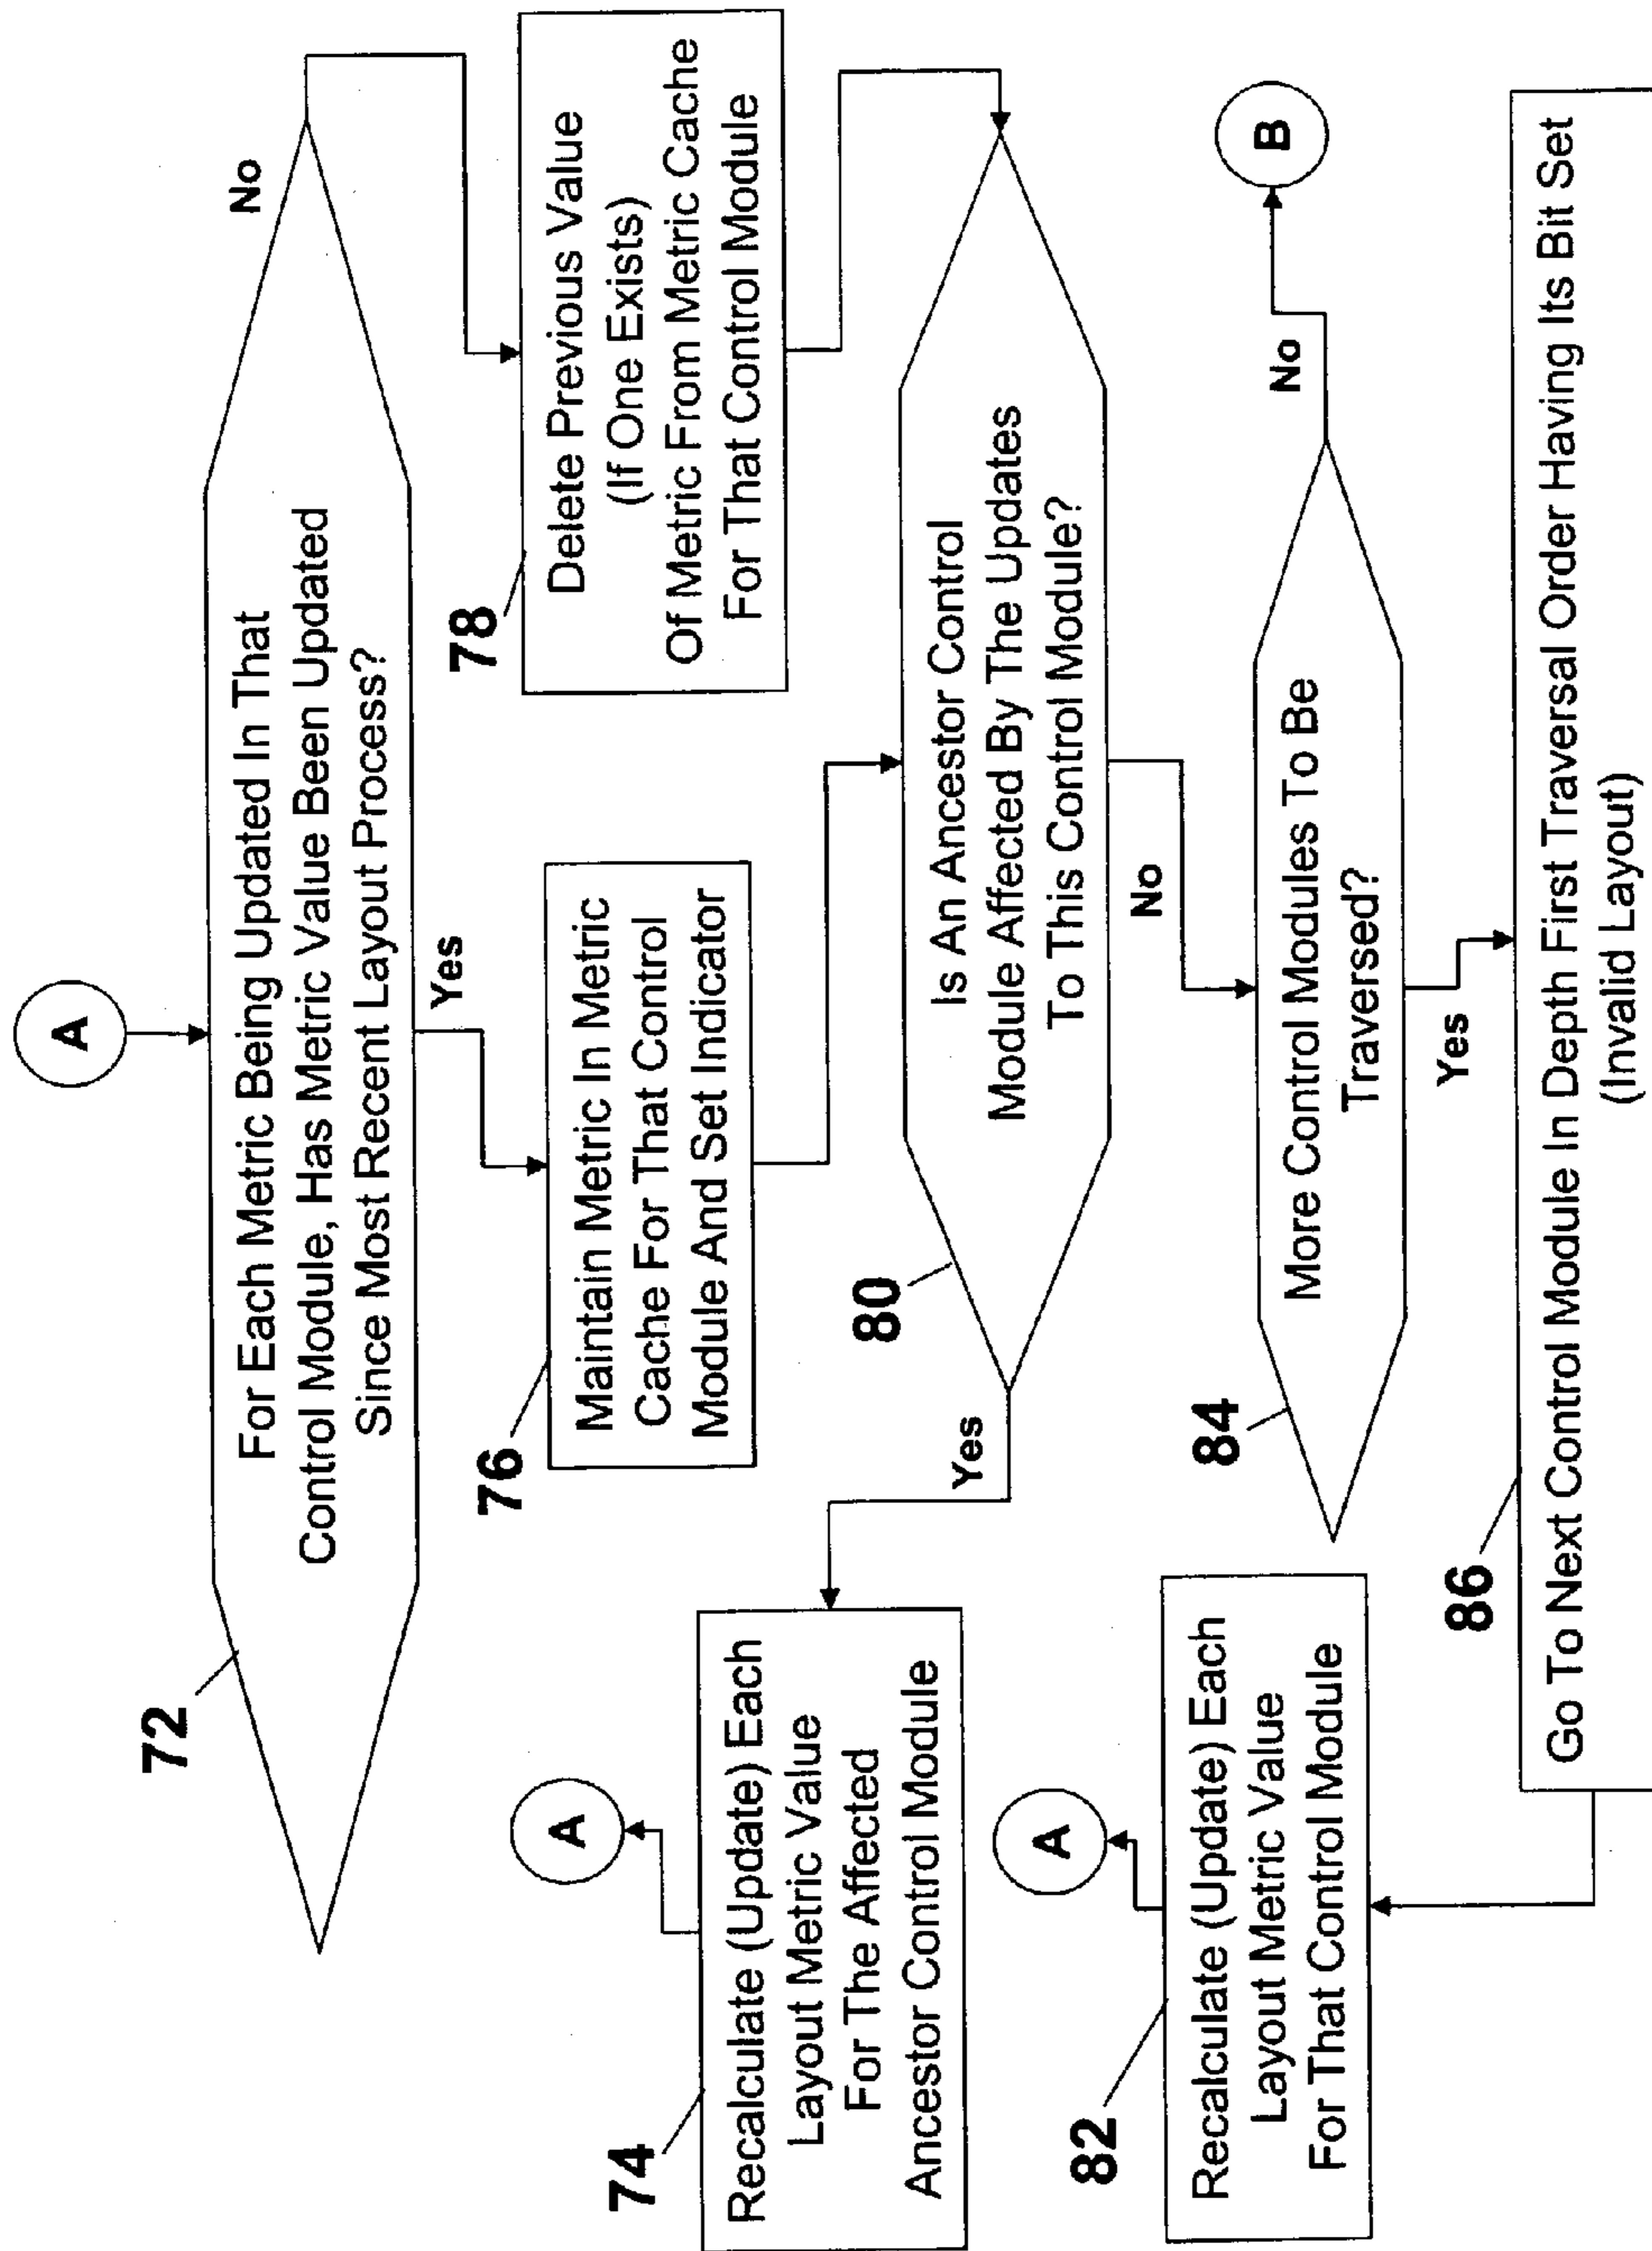 A
72
For Each Metric Being Updated In That
Control Module, Has Metric Value Been Updated
Since Most Recent Layout Process?
No
Yes
76
Maintain Metric In Metric
Cache For That Control
Module And Set Indicator
78
Delete Previous Value
(If One Exists)
Of Metric From Metric Cache
For That Control Module
74
Recalculate (Update) Each
Layout Metric Value
For The Affected
Ancestor Control Module
A
Yes
80
Is An Ancestor Control
Module Affected By The Updates
To This Control Module?
No
82
Recalculate (Update) Each
Layout Metric Value
For That Control Module
A
84
More Control Modules To Be
Traversed?
No
B
Yes
86
Go To Next Control Module In Depth First Traversal Order Having Its Bit Set
(Invalid Layout)